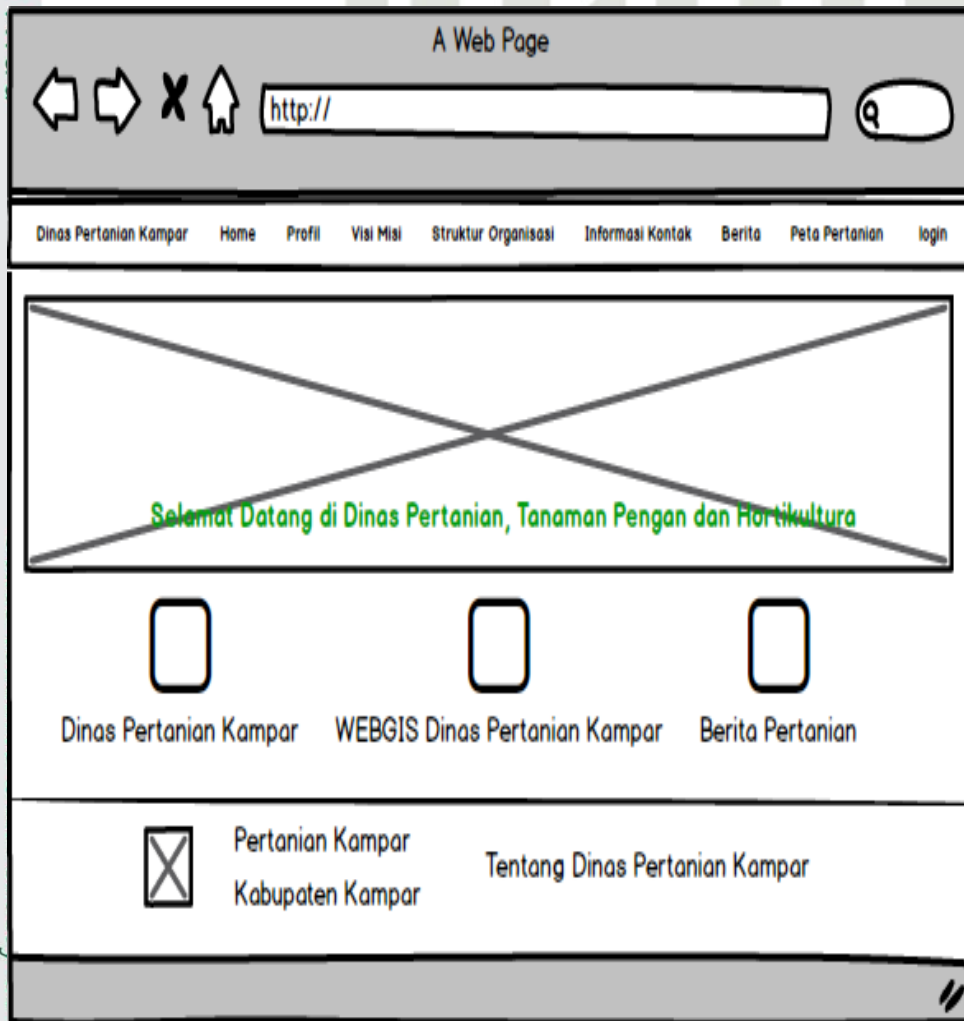 A Web Page
http://
Dinas Pertanian Kampar Home Profil Visi Misi Struktur Organisasi Informasi Kontak Berita Peta Pertanian login
Selamat Datang di Dinas Pertanian, Tanaman Pengan dan Hortikultura
Dinas Pertanian Kampar WEBGIS Dinas Pertanian Kampar Berita Pertanian
Pertanian Kampar
Kabupaten Kampar
Tentang Dinas Pertanian Kampar